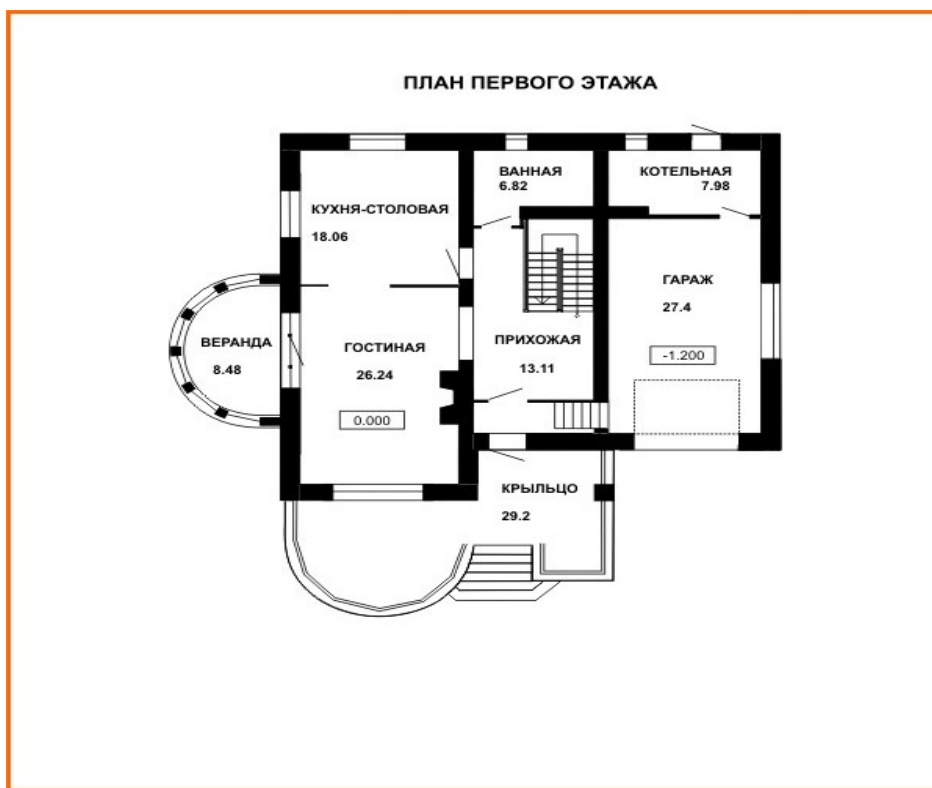 ПЛАН ПЕРВОГО ЭТАЖА
ВАННАЯ
6.82
КОТЕЛЬНАЯ
7.98
КУХНЯ-СТОЛОВАЯ
18.06
ГАРАЖ
27.4
-1.200
ВЕРАНДА
8.48
ГОСТИНАЯ
26.24
0.000
ПРИХОЖАЯ
13.11
КРЫЛЬЦО
29.2